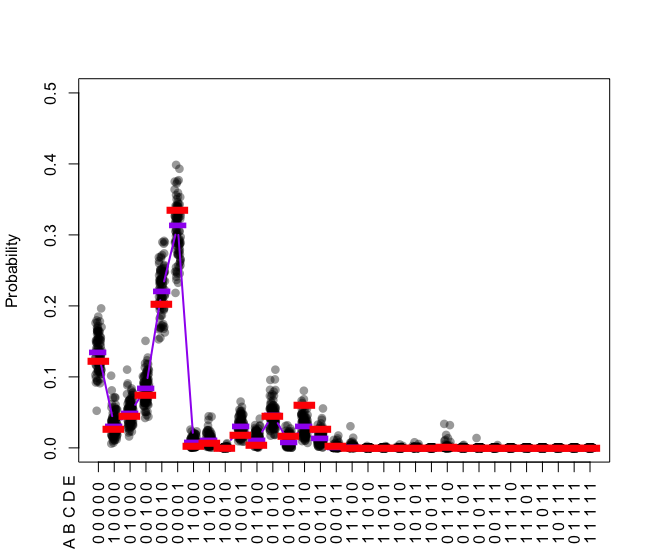 Probability
0.0
0.1
0.2
0.3
0.4
0.5
A B C D E
0 0 0 0 0
1 0 0 0 0
0 1 0 0 0
0 0 1 0 0
0 0 0 1 0
0 0 0 0 1
1 1 0 0 0
1 0 1 0 0
1 0 0 1 0
1 0 0 0 1
0 1 1 0 0
0 1 0 1 0
0 1 0 0 1
0 0 1 1 0
0 0 1 0 1
0 0 0 1 1
1 1 1 0 0
1 1 0 1 0
1 1 0 0 1
1 0 1 1 0
1 0 1 0 1
1 0 0 1 1
0 1 1 1 0
0 1 1 0 1
0 1 0 1 1
0 0 1 1 1
1 1 1 1 0
1 1 1 0 1
1 1 0 1 1
1 0 1 1 1
0 1 1 1 1
1 1 1 1 1